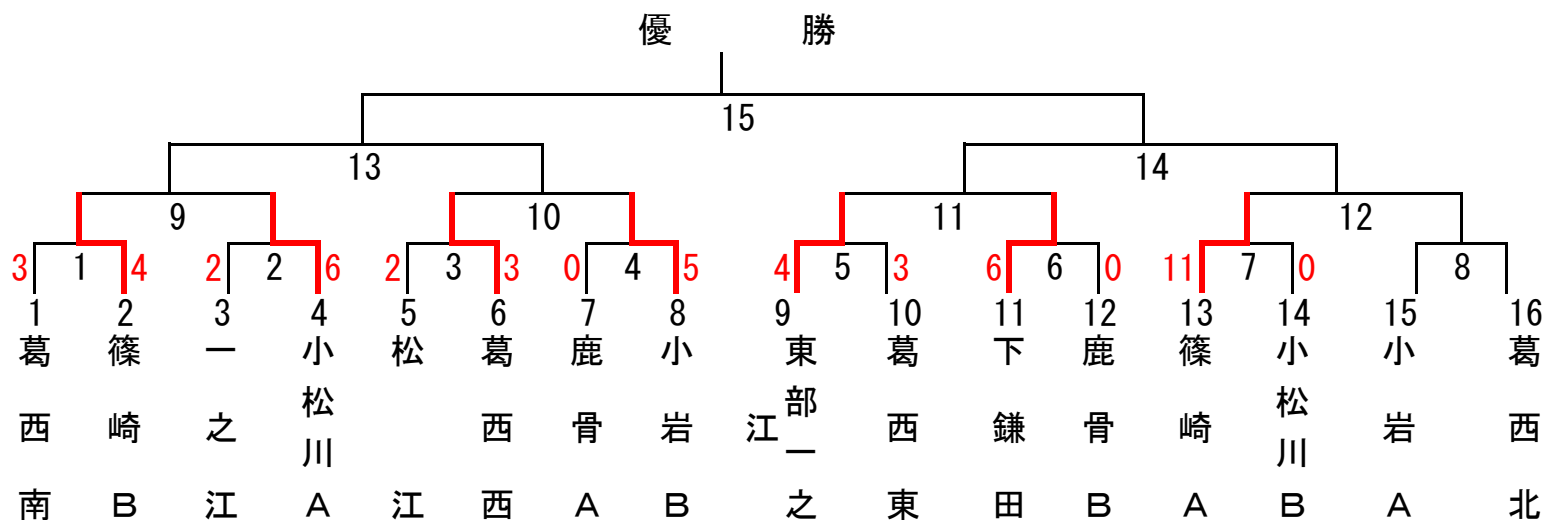 優 勝
15
13 14
9 10 11 12
3 1 4 2 2 6 2 3 3 0 4 5 4 5 3 6 6 0 11 7 0 8
1 2 3 4 5 6 7 8 9 10 11 12 13 14 15 16
葛西南
篠崎B
一之江
小松川A
松江
葛西西
鹿骨A
小岩B
東部一之江
葛西東
下鎌田
鹿骨B
篠崎A
小松川B
小岩A
葛西北